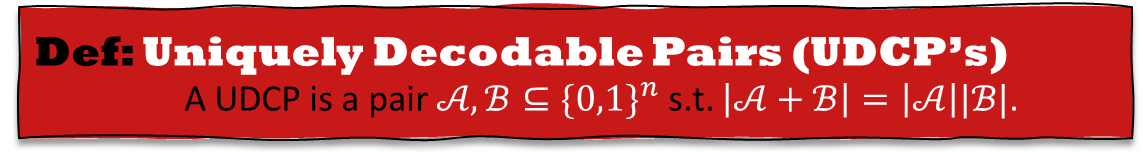 Def: Uniquely Decodable Pairs (UDCP's)
A UDCP is a pair 𝒜, ℬ ⊆ {0,1}ⁿ s.t. |𝒜 + ℬ| = |𝒜||ℬ|.